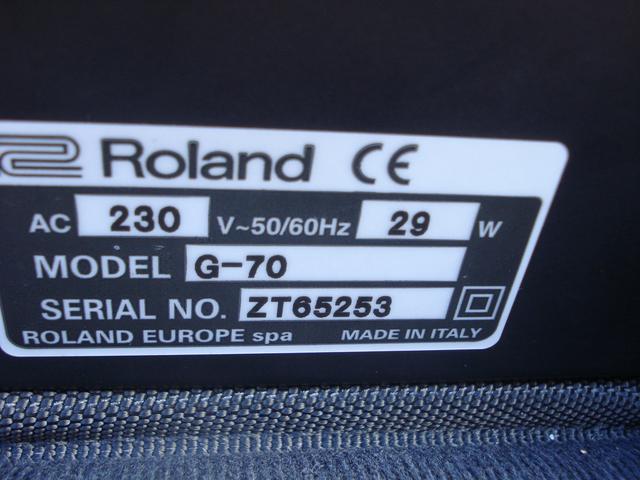 Roland CE
AC 230 V~50/60Hz 29 W
MODEL G-70
SERIAL NO. ZT65253
ROLAND EUROPE spa MADE IN ITALY